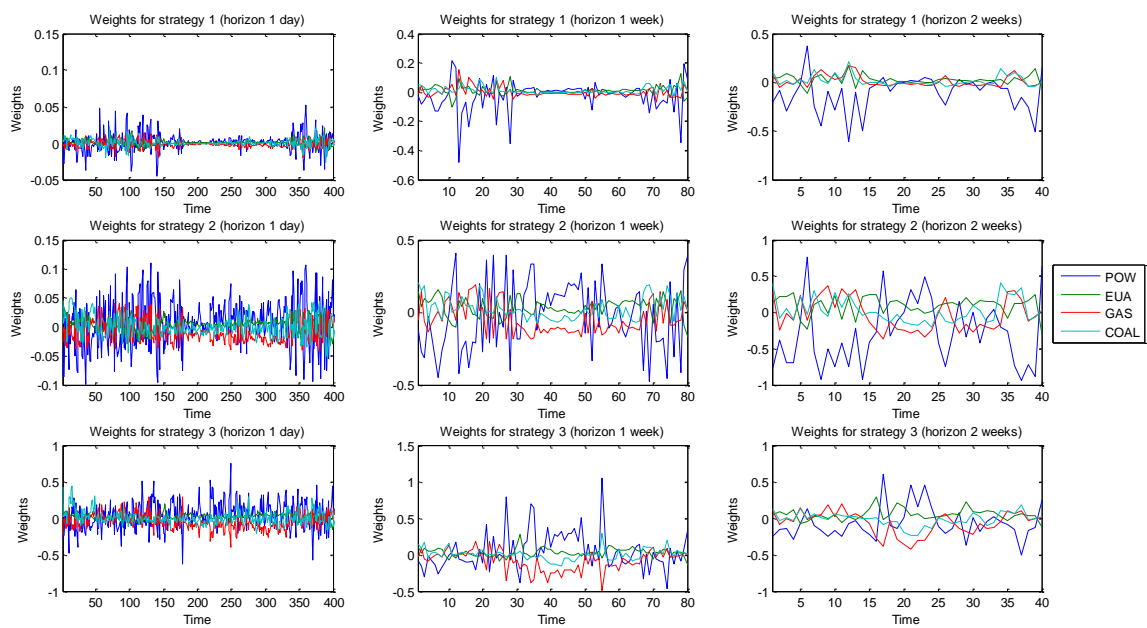 Weights for strategy 1 (horizon 1 day)
0.15
0.1
0.05
0
-0.05
Weights
50 100 150 200 250 300 350 400
Time
Weights for strategy 1 (horizon 1 week)
0.4
0.2
0
-0.2
-0.4
-0.6
Weights
10 20 30 40 50 60 70 80
Time
Weights for strategy 1 (horizon 2 weeks)
0.5
0
-0.5
-1
Weights
5 10 15 20 25 30 35 40
Time
Weights for strategy 2 (horizon 1 day)
0.15
0.1
0.05
0
-0.05
-0.1
Weights
50 100 150 200 250 300 350 400
Time
Weights for strategy 2 (horizon 1 week)
0.5
0
-0.5
Weights
10 20 30 40 50 60 70 80
Time
Weights for strategy 2 (horizon 2 weeks)
1
0.5
0
-0.5
-1
Weights
5 10 15 20 25 30 35 40
Time
POW
EUA
GAS
COAL
Weights for strategy 3 (horizon 1 day)
1
0.5
0
-0.5
-1
Weights
50 100 150 200 250 300 350 400
Time
Weights for strategy 3 (horizon 1 week)
1.5
1
0.5
0
-0.5
Weights
10 20 30 40 50 60 70 80
Time
Weights for strategy 3 (horizon 2 weeks)
1
0.5
0
-0.5
-1
Weights
5 10 15 20 25 30 35 40
Time